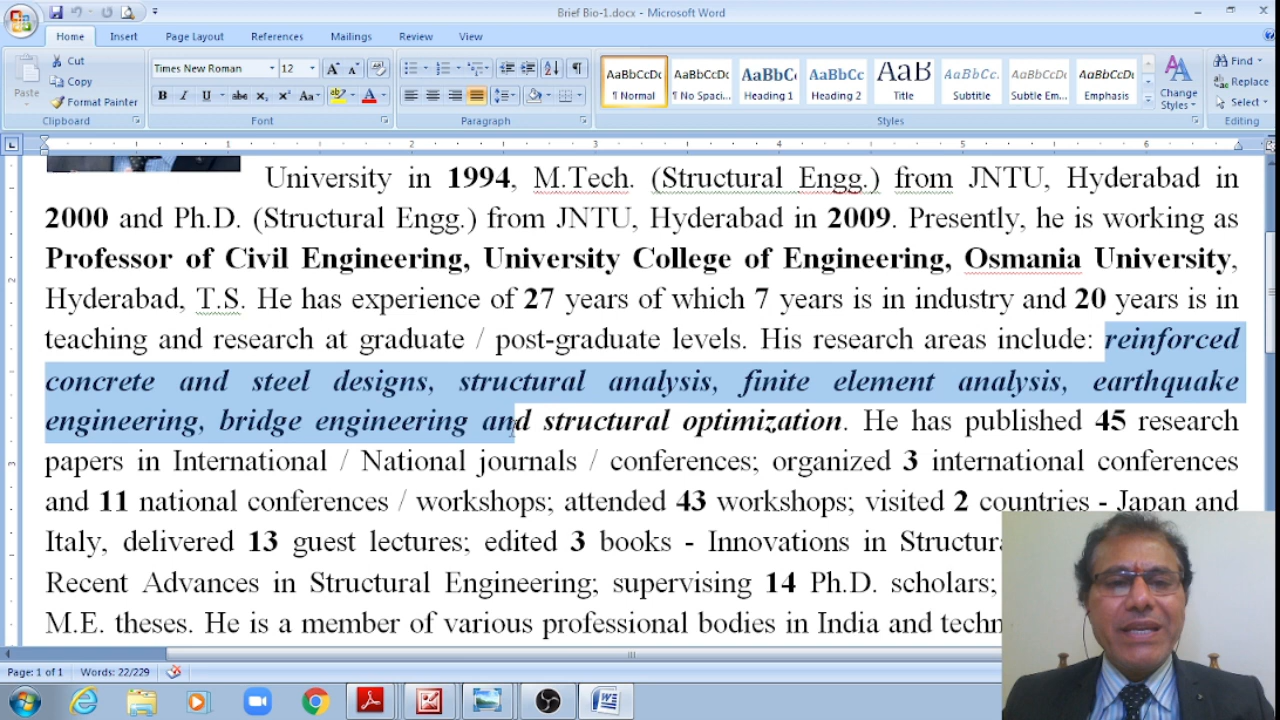 Brief Bio-1.docx - Microsoft Word
Home Insert Page Layout References Mailings Review View
Paste Cut Copy Format Painter
Times New Roman 12
AaBbCcDc ¶ Normal
AaBbCcDc ¶ No Spaci...
AaBbC Heading 1
AaBbCc Heading 2
AaB Title
AaBbCc. Subtitle
AaBbCcDc Subtle Em...
AaBbCcDc Emphasis
Change Styles
Find Replace Select
Clipboard Font Paragraph Styles Editing
University in 1994, M.Tech. (Structural Engg.) from JNTU, Hyderabad in
2000 and Ph.D. (Structural Engg.) from JNTU, Hyderabad in 2009. Presently, he is working as
Professor of Civil Engineering, University College of Engineering, Osmania University,
Hyderabad, T.S. He has experience of 27 years of which 7 years is in industry and 20 years is in
teaching and research at graduate / post-graduate levels. His research areas include: reinforced
concrete and steel designs, structural analysis, finite element analysis, earthquake
engineering, bridge engineering and structural optimization. He has published 45 research
papers in International / National journals / conferences; organized 3 international conferences
and 11 national conferences / workshops; attended 43 workshops; visited 2 countries - Japan and
Italy, delivered 13 guest lectures; edited 3 books - Innovations in Structura
Recent Advances in Structural Engineering; supervising 14 Ph.D. scholars;
M.E. theses. He is a member of various professional bodies in India and techn
Page: 1 of 1 Words: 22/229